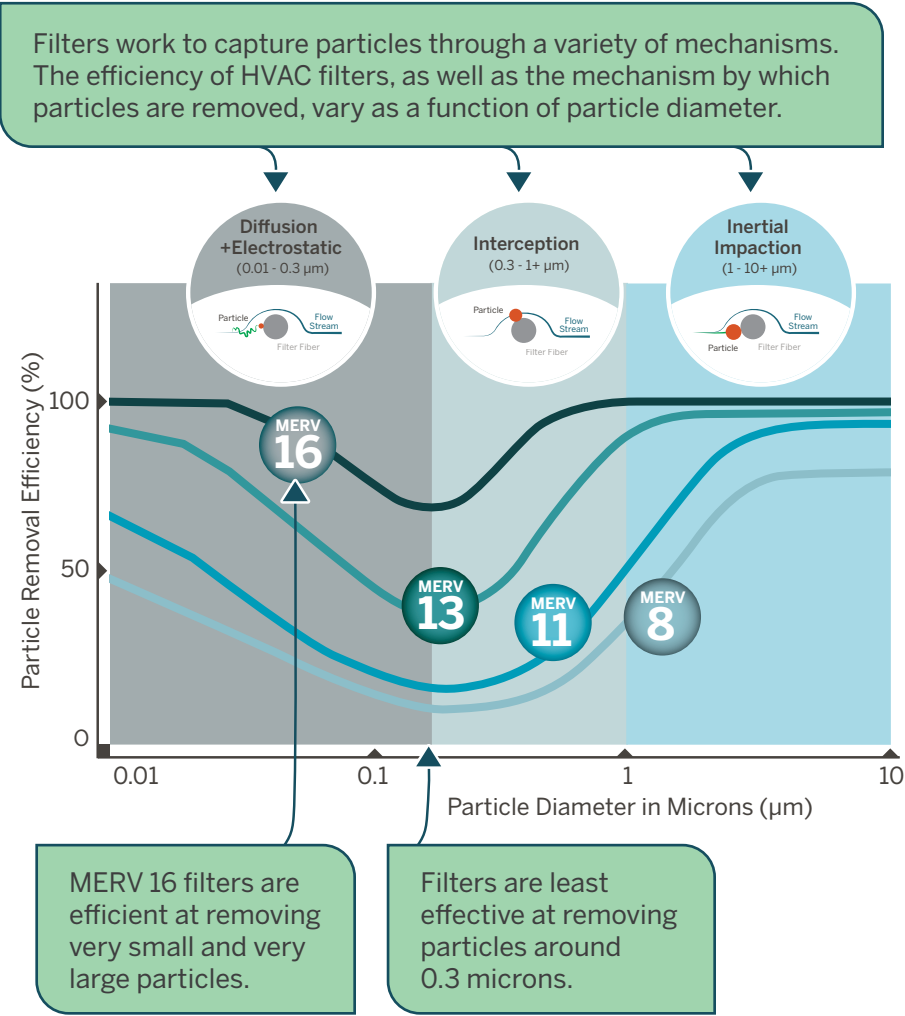 Filters work to capture particles through a variety of mechanisms.
The efficiency of HVAC filters, as well as the mechanism by which
particles are removed, vary as a function of particle diameter.
Diffusion
+Electrostatic
(0.01 - 0.3 µm)
Particle
Flow
Stream
Filter Fiber
Interception
(0.3 - 1+ µm)
Particle
Flow
Stream
Filter Fiber
Inertial
Impaction
(1 - 10+ µm)
Flow
Stream
Particle
Filter Fiber
Particle Removal Efficiency (%)
100
50
0
MERV
16
MERV
13
MERV
11
MERV
8
0.01
0.1
1
10
Particle Diameter in Microns (µm)
MERV 16 filters are
efficient at removing
very small and very
large particles.
Filters are least
effective at removing
particles around
0.3 microns.